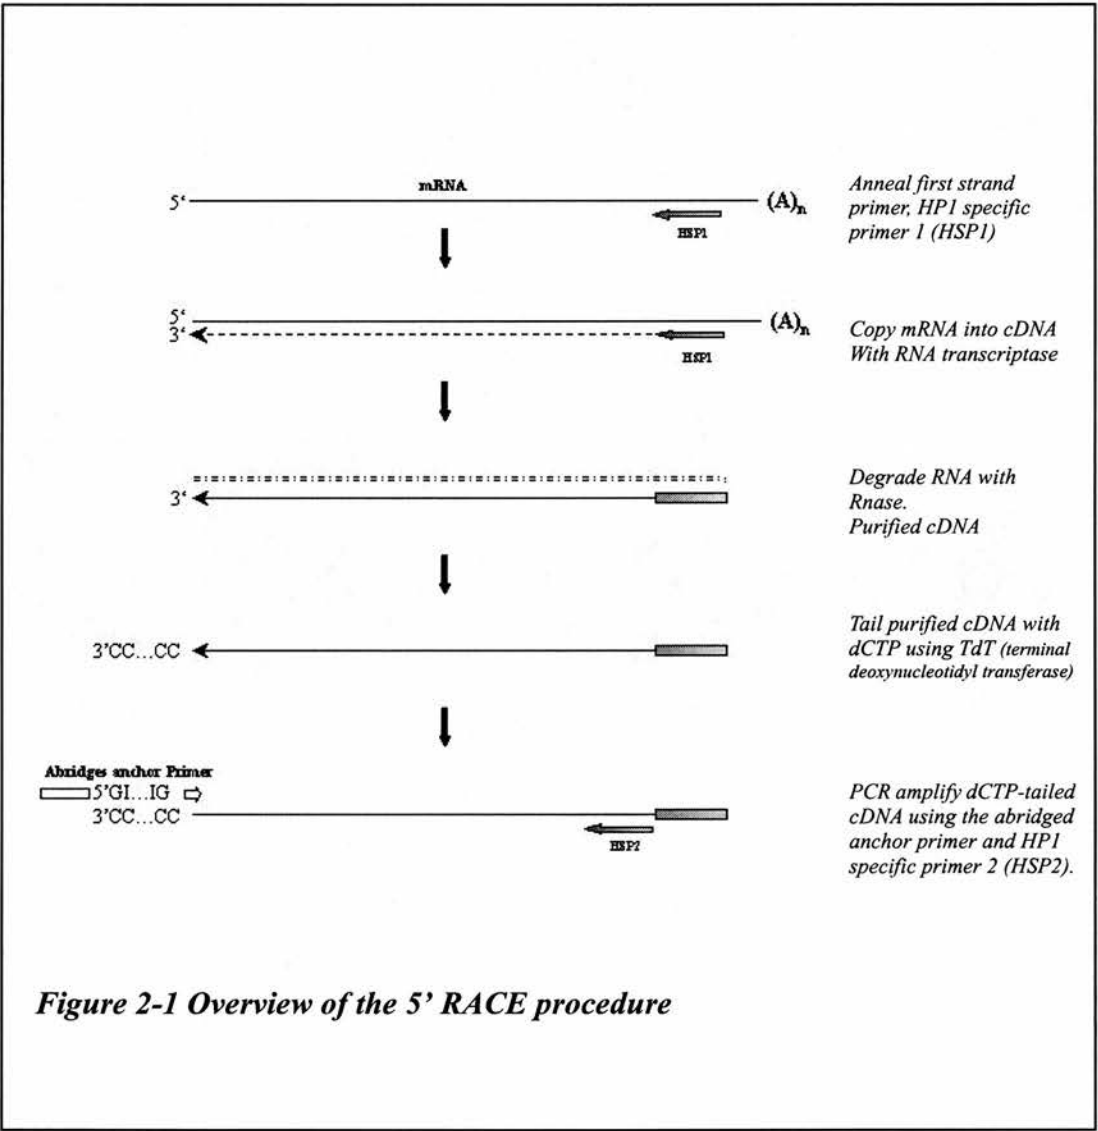 mRNA
5‘
(A)n
HSP1
Anneal first strand
primer, HP1 specific
primer 1 (HSP1)
5‘
3‘
(A)n
HSP1
Copy mRNA into cDNA
With RNA transcriptase
3‘
Degrade RNA with
Rnase.
Purified cDNA
3’CC...CC
Tail purified cDNA with
dCTP using TdT (terminal
deoxynucleotidyl transferase)
Abridges anchor Primer
5’GI...IG
3’CC...CC
HSP2
PCR amplify dCTP-tailed
cDNA using the abridged
anchor primer and HP1
specific primer 2 (HSP2).
Figure 2-1 Overview of the 5’ RACE procedure